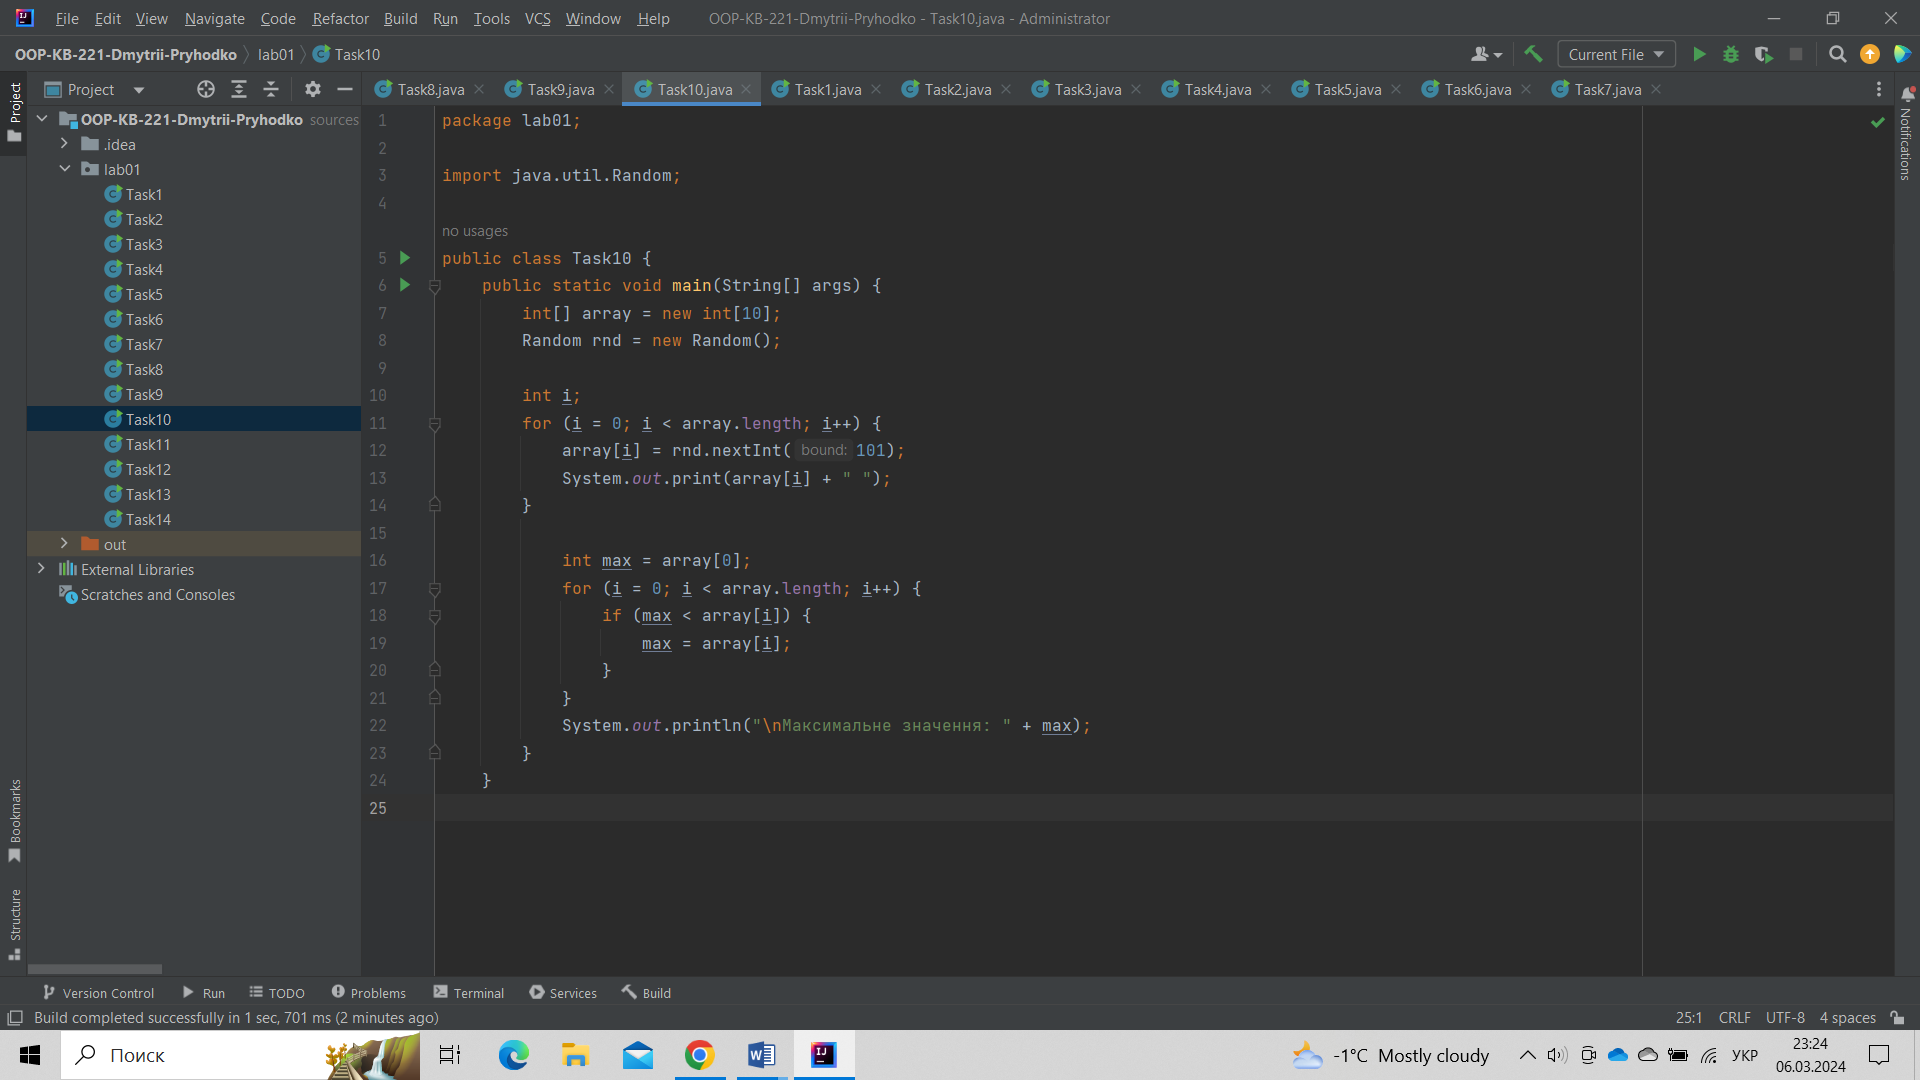 File Edit View Navigate Code Refactor Build Run Tools VCS Window Help OOP-KB-221-Dmytrii-Pryhodko - Task10.java - Administrator
OOP-KB-221-Dmytrii-Pryhodko lab01 Task10 Current File
Project Task8.java Task9.java Task10.java Task1.java Task2.java Task3.java Task4.java Task5.java Task6.java Task7.java
Project
Notifications
OOP-KB-221-Dmytrii-Pryhodko sources
.idea
lab01
Task1
Task2
Task3
Task4
Task5
Task6
Task7
Task8
Task9
Task10
Task11
Task12
Task13
Task14
out
External Libraries
Scratches and Consoles
Bookmarks
Structure
1 package lab01;
2
3 import java.util.Random;
4
no usages
5 public class Task10 {
6 public static void main(String[] args) {
7 int[] array = new int[10];
8 Random rnd = new Random();
9
10 int i;
11 for (i = 0; i < array.length; i++) {
12 array[i] = rnd.nextInt( bound: 101);
13 System.out.print(array[i] + " ");
14 }
15
16 int max = array[0];
17 for (i = 0; i < array.length; i++) {
18 if (max < array[i]) {
19 max = array[i];
20 }
21 }
22 System.out.println("\nМаксимальне значення: " + max);
23 }
24 }
25
Version Control Run TODO Problems Terminal Services Build
Build completed successfully in 1 sec, 701 ms (2 minutes ago) 25:1 CRLF UTF-8 4 spaces
Поиск -1°C Mostly cloudy УКР 23:24
06.03.2024